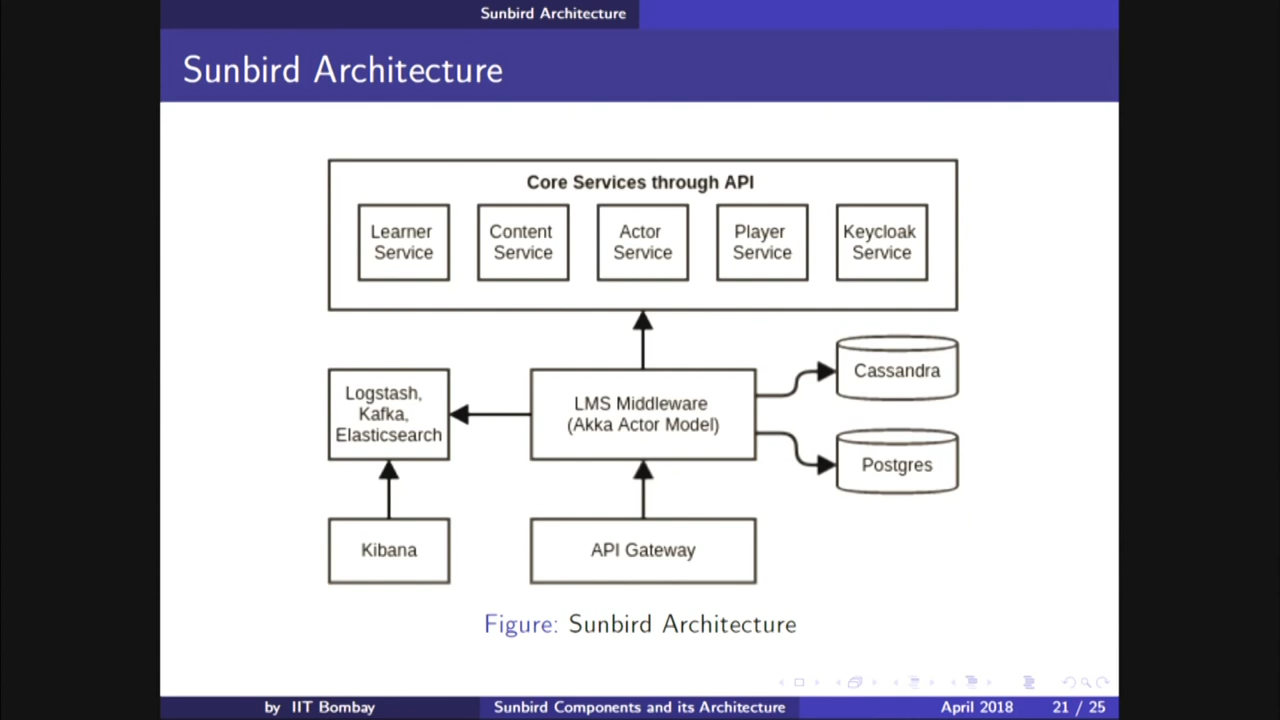 Sunbird Architecture
Sunbird Architecture
Core Services through API
Learner
Service
Content
Service
Actor
Service
Player
Service
Keycloak
Service
Logstash,
Kafka,
Elasticsearch
LMS Middleware
(Akka Actor Model)
Cassandra
Postgres
Kibana
API Gateway
Figure: Sunbird Architecture
by IIT Bombay
Sunbird Components and its Architecture
April 2018
21 / 25